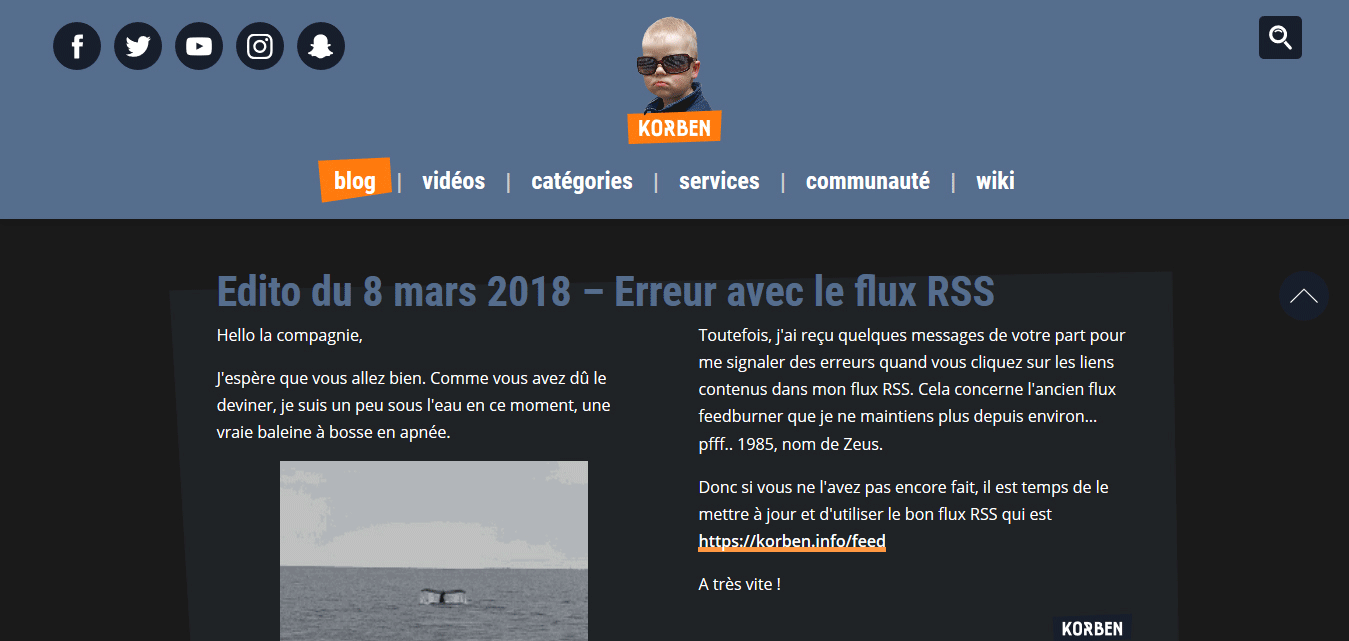 KORBEN
blog | vidéos | catégories | services | communauté | wiki
Edito du 8 mars 2018 – Erreur avec le flux RSS
Hello la compagnie,
J'espère que vous allez bien. Comme vous avez dû le
deviner, je suis un peu sous l'eau en ce moment, une
vraie baleine à bosse en apnée.
Toutefois, j'ai reçu quelques messages de votre part pour
me signaler des erreurs quand vous cliquez sur les liens
contenus dans mon flux RSS. Cela concerne l'ancien flux
feedburner que je ne maintiens plus depuis environ...
pfff.. 1985, nom de Zeus.
Donc si vous ne l'avez pas encore fait, il est temps de le
mettre à jour et d'utiliser le bon flux RSS qui est
https://korben.info/feed
A très vite !
KORBEN